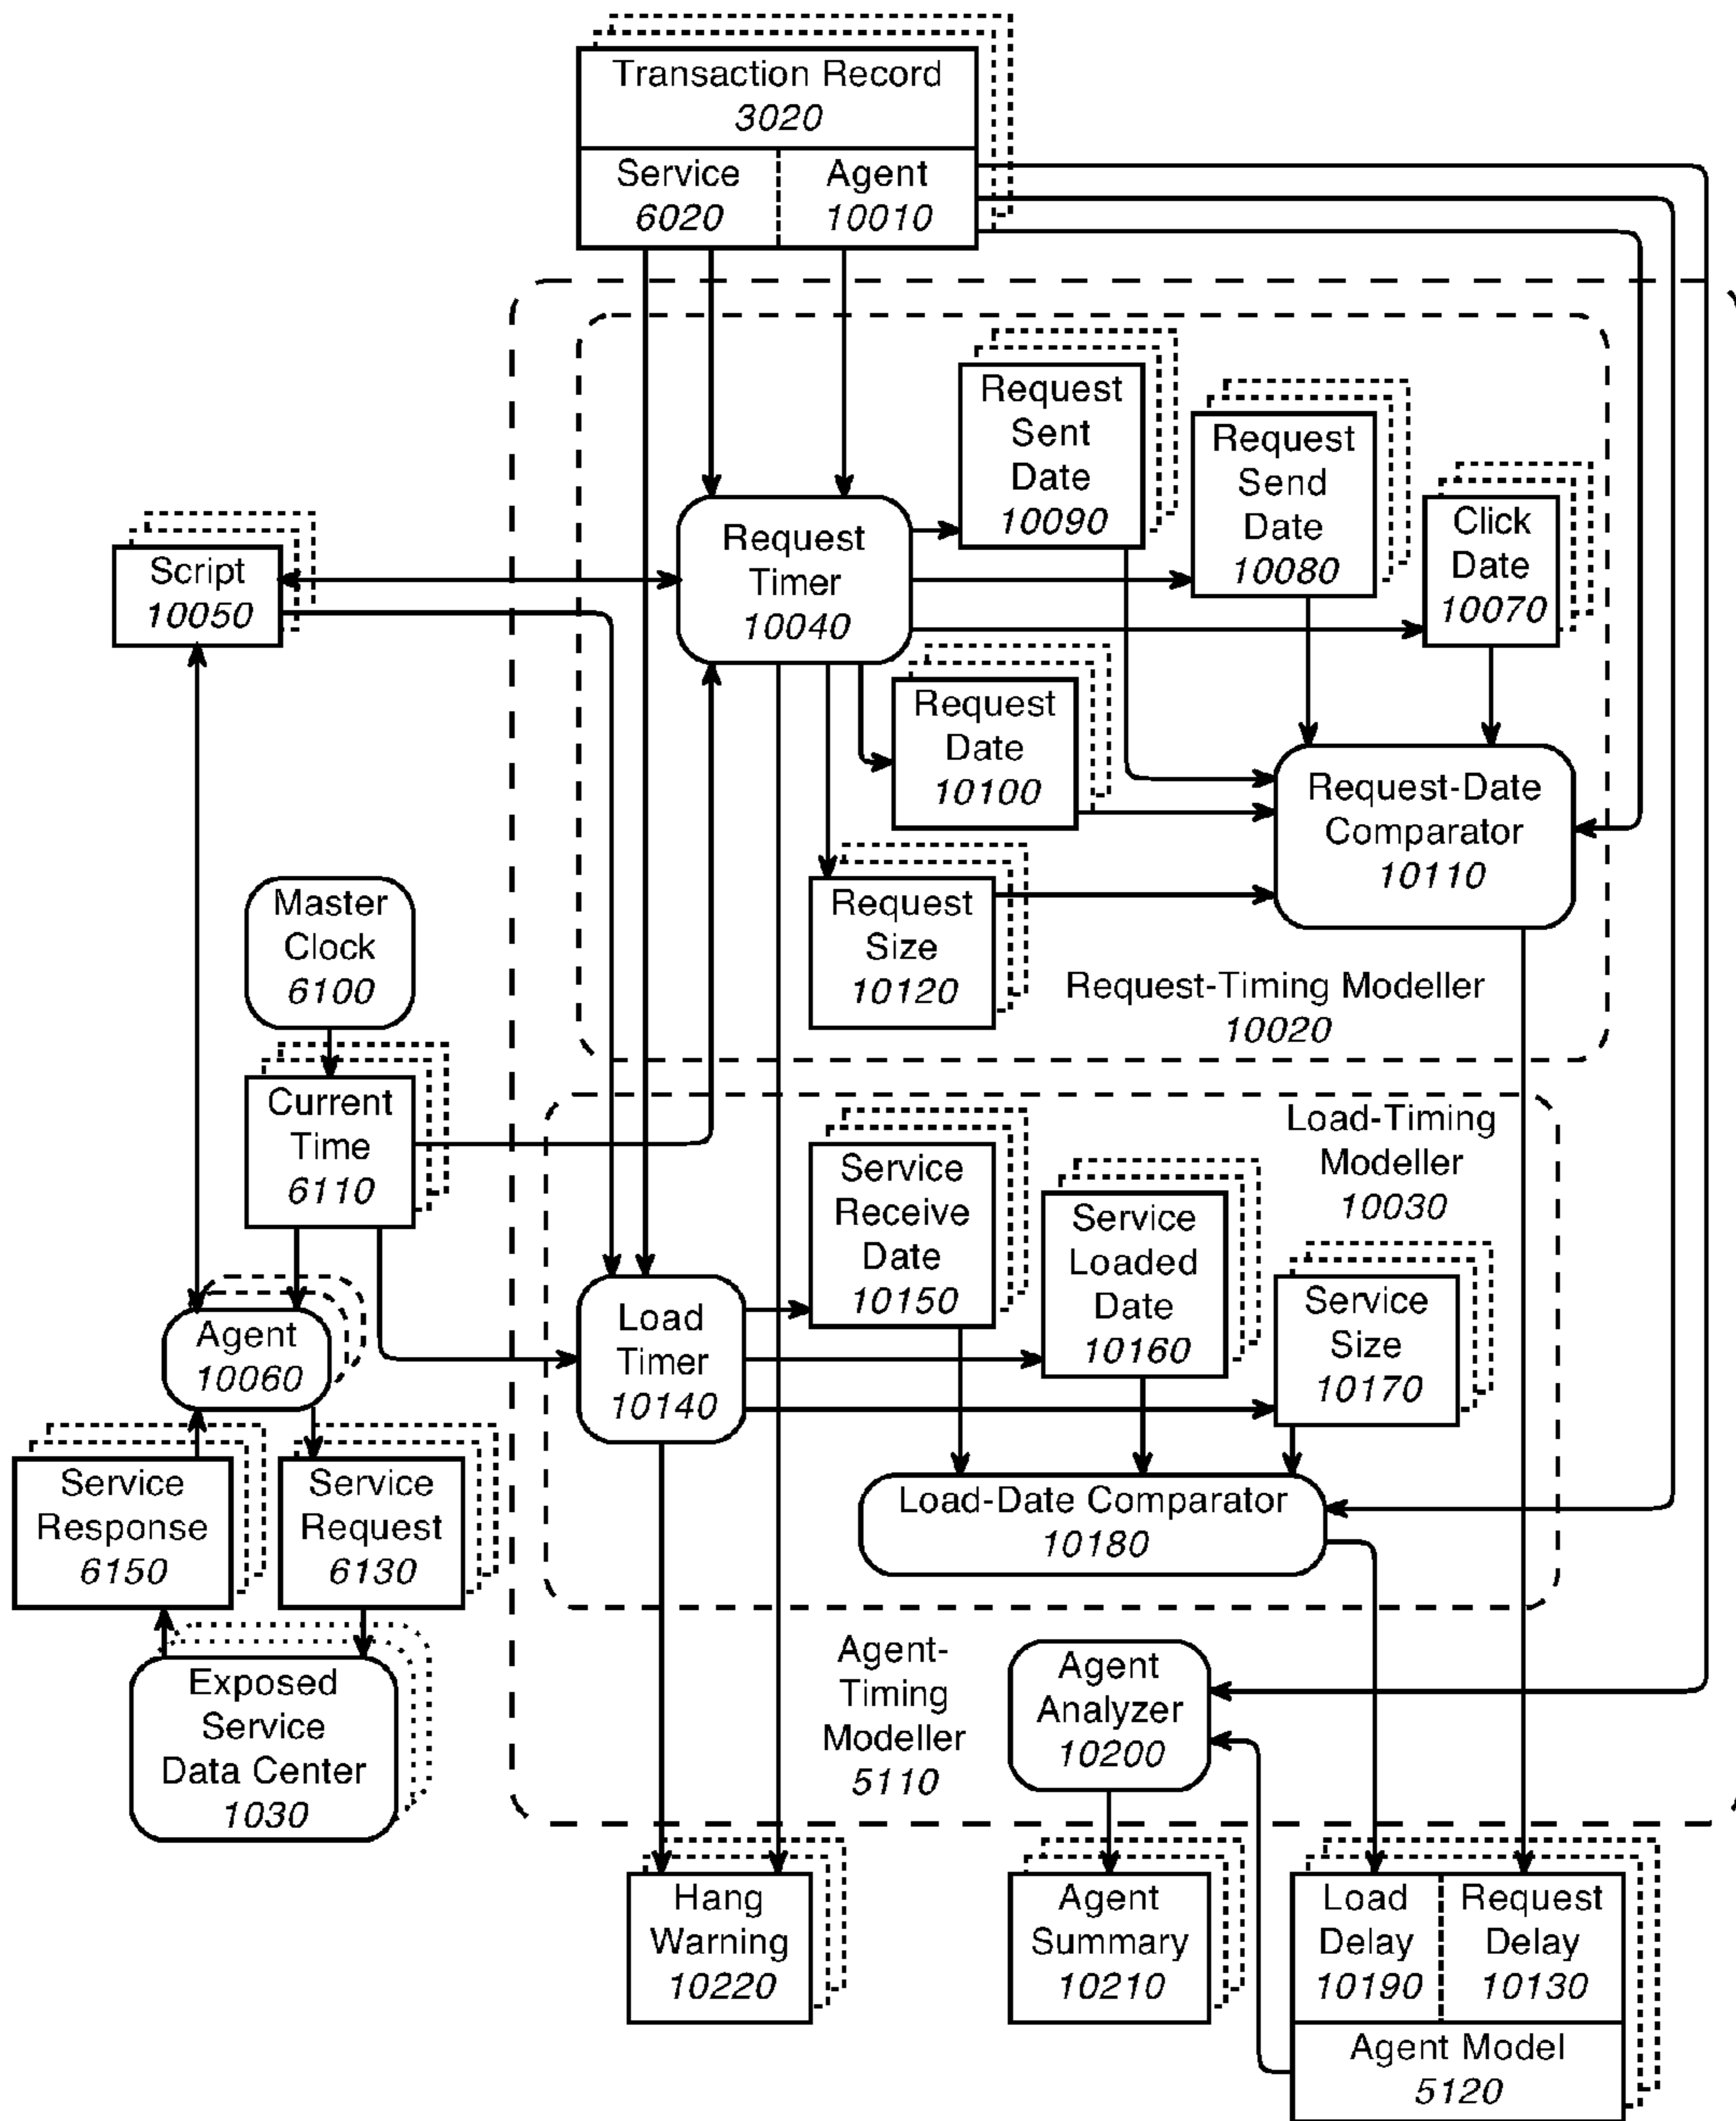 Transaction Record
3020
Service
6020
Agent
10010
Request
Sent
Date
10090
Request
Send
Date
10080
Click
Date
10070
Request
Timer
10040
Script
10050
Request
Date
10100
Request-Date
Comparator
10110
Master
Clock
6100
Request
Size
10120
Request-Timing Modeller
10020
Current
Time
6110
Load-Timing
Modeller
10030
Service
Receive
Date
10150
Service
Loaded
Date
10160
Service
Size
10170
Load
Timer
10140
Agent
10060
Service
Response
6150
Service
Request
6130
Load-Date Comparator
10180
Exposed
Service
Data Center
1030
Agent-
Timing
Modeller
5110
Agent
Analyzer
10200
Hang
Warning
10220
Agent
Summary
10210
Load
Delay
10190
Request
Delay
10130
Agent Model
5120